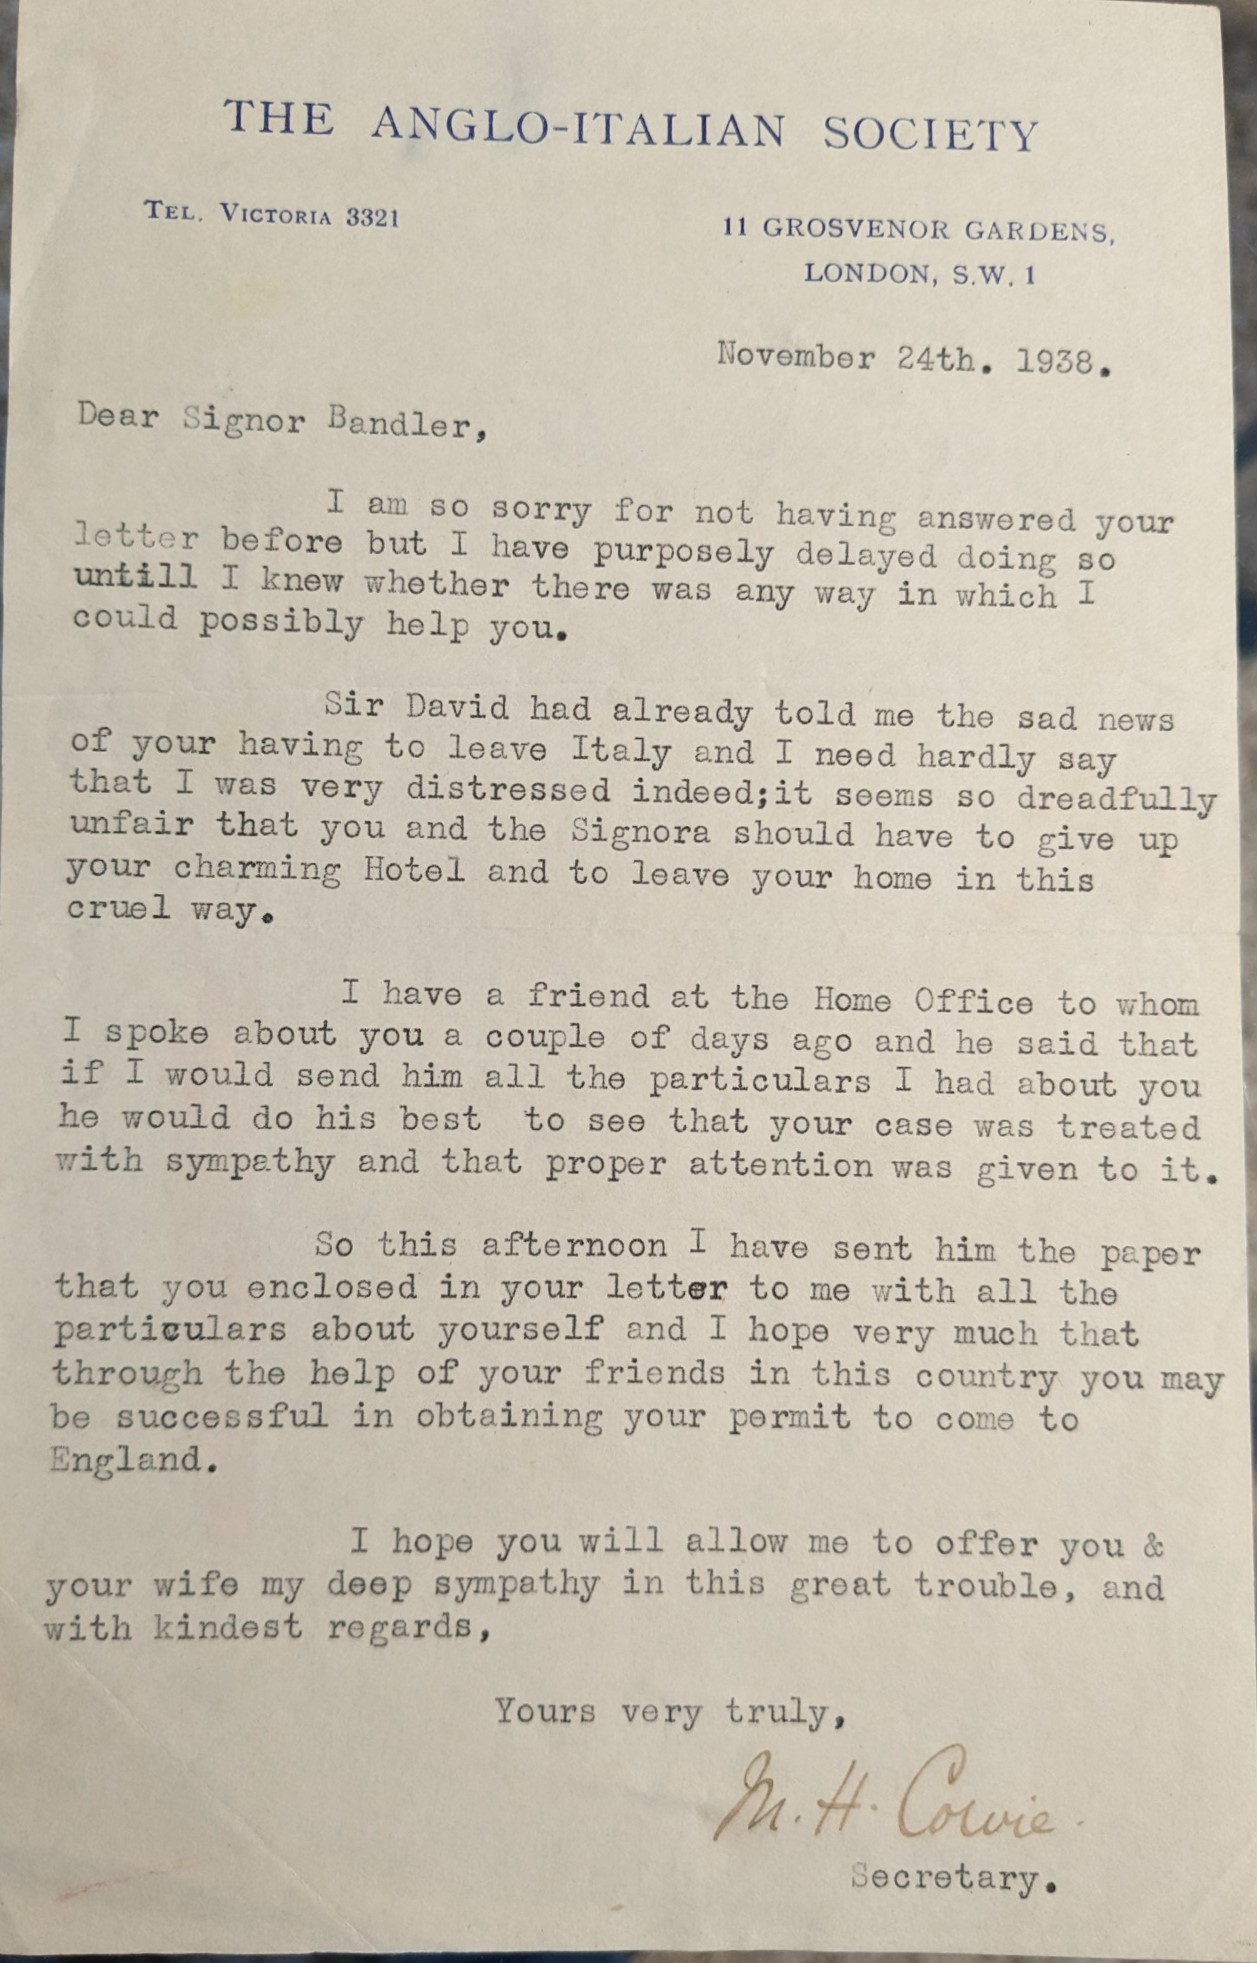 THE ANGLO-ITALIAN SOCIETY
TEL. VICTORIA 3321
11 GROSVENOR GARDENS,
LONDON, S.W. 1
November 24th. 1938.
Dear Signor Bandler,
I am so sorry for not having answered your
letter before but I have purposely delayed doing so
untill I knew whether there was any way in which I
could possibly help you.
Sir David had already told me the sad news
of your having to leave Italy and I need hardly say
that I was very distressed indeed;it seems so dreadfully
unfair that you and the Signora should have to give up
your charming Hotel and to leave your home in this
cruel way.
I have a friend at the Home Office to whom
I spoke about you a couple of days ago and he said that
if I would send him all the particulars I had about you
he would do his best to see that your case was treated
with sympathy and that proper attention was given to it.
So this afternoon I have sent him the paper
that you enclosed in your letter to me with all the
particulars about yourself and I hope very much that
through the help of your friends in this country you may
be successful in obtaining your permit to come to
England.
I hope you will allow me to offer you &
your wife my deep sympathy in this great trouble, and
with kindest regards,
Yours very truly,
M. H. Cowie.
Secretary.